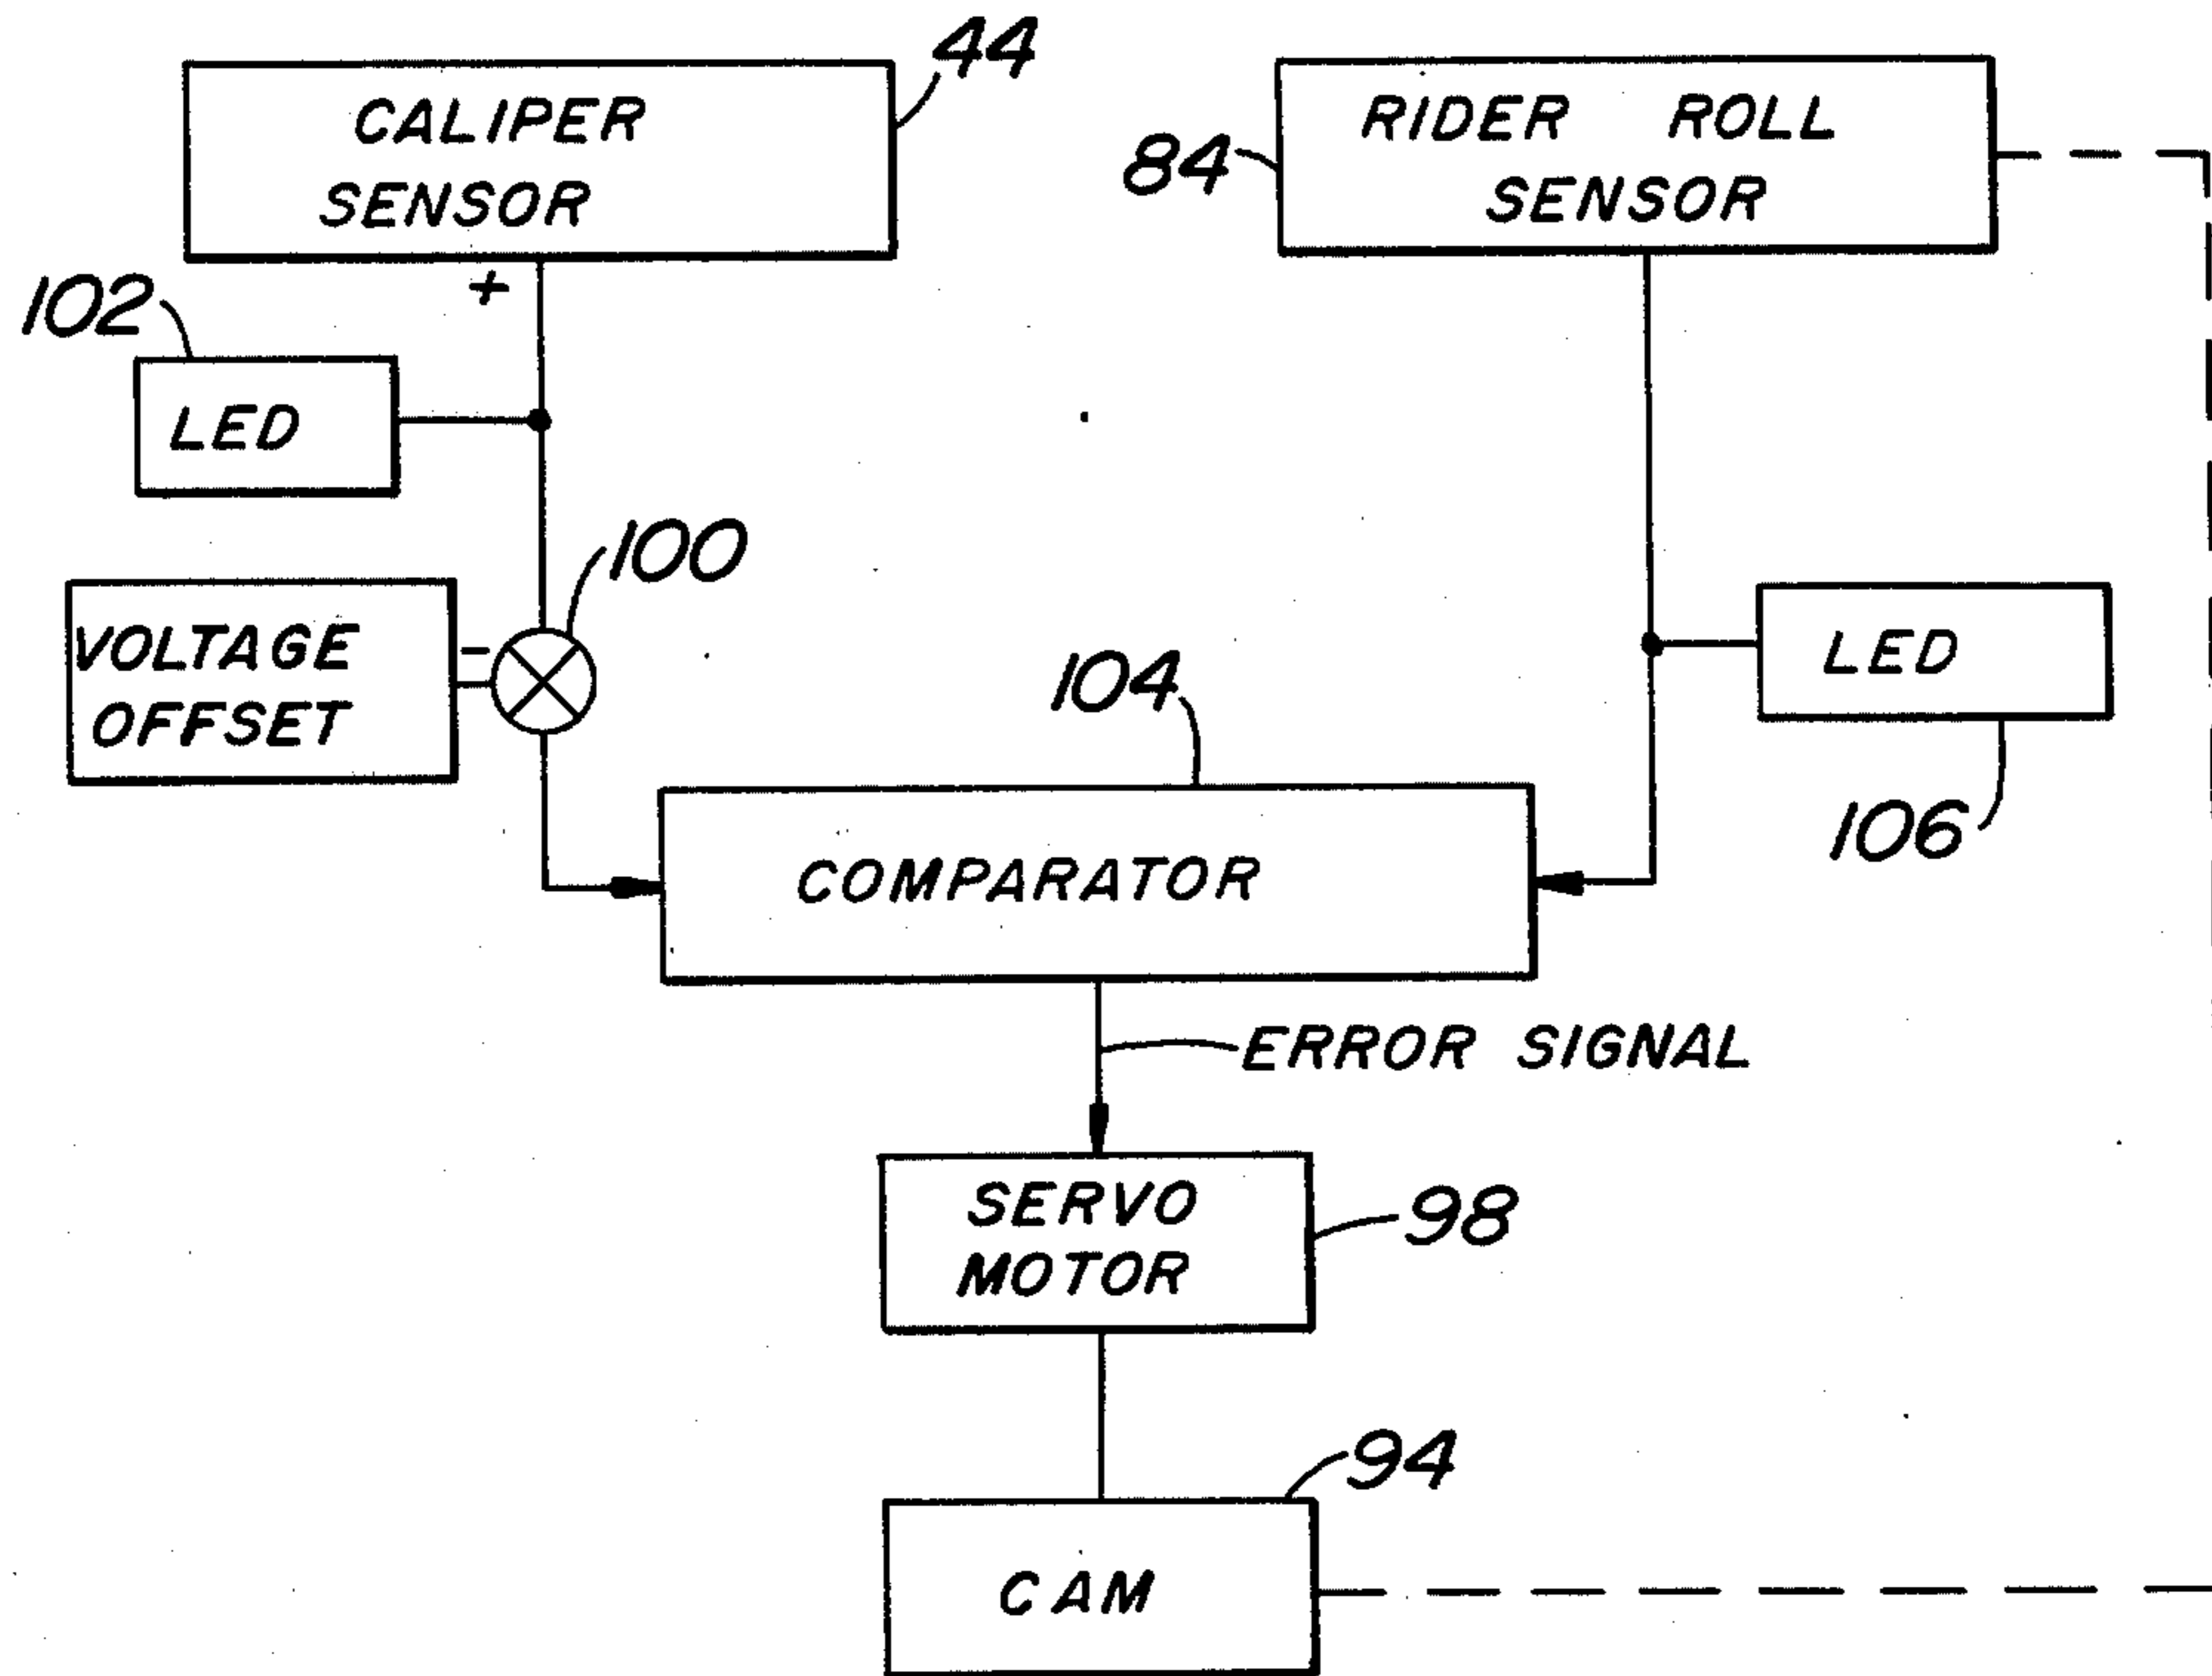 44
CALIPER
SENSOR
84
RIDER ROLL
SENSOR
+
102
LED
100
VOLTAGE
OFFSET
-
LED
106
104
COMPARATOR
ERROR SIGNAL
SERVO
MOTOR
98
94
CAM